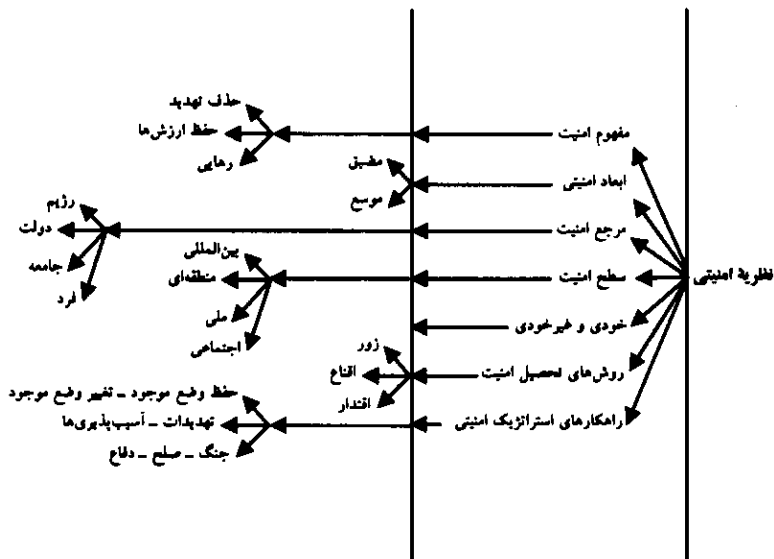 نظریهٔ امنیتی
مفهوم امنیت
حذف تهدید
حفظ ارزش‌ها
رهایی
ابعاد امنیتی
مضیق
موسع
مرجع امنیت
رژیم
دولت
جامعه
فرد
سطح امنیت
بین‌المللی
منطقه‌ای
ملی
اجتماعی
خودی و غیرخودی
روش‌های تحصیل امنیت
زور
اقناع
اقتدار
راهکارهای استراتژیک امنیتی
حفظ وضع موجود – تغییر وضع موجود
تهدیدات – آسیب‌پذیری‌ها
جنگ – صلح – دفاع